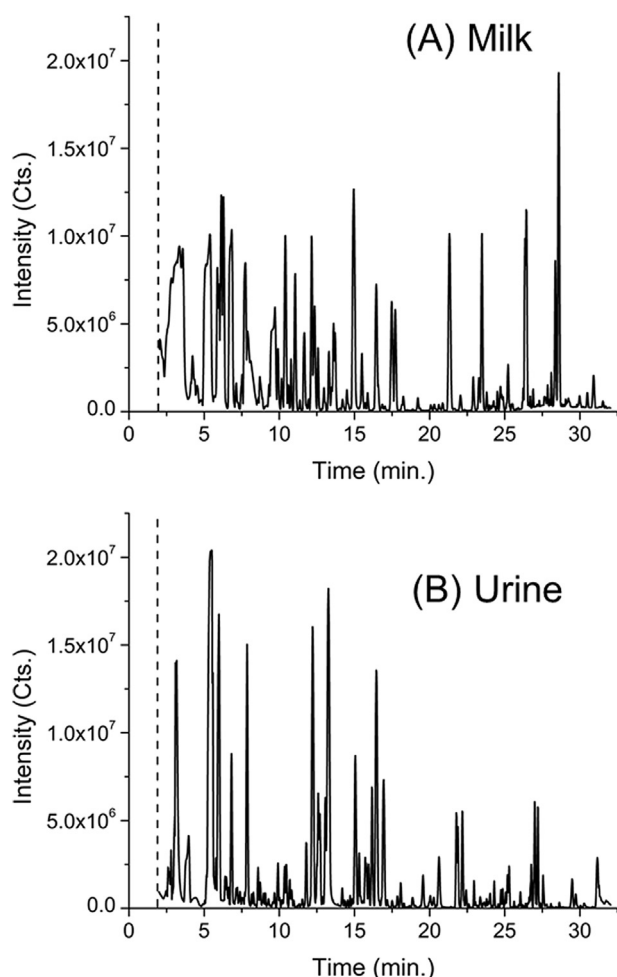 (A) Milk
Intensity (Cts.)
2.0x10⁷
1.5x10⁷
1.0x10⁷
5.0x10⁶
0.0
0 5 10 15 20 25 30
Time (min.)
(B) Urine
Intensity (Cts.)
2.0x10⁷
1.5x10⁷
1.0x10⁷
5.0x10⁶
0.0
0 5 10 15 20 25 30
Time (min.)